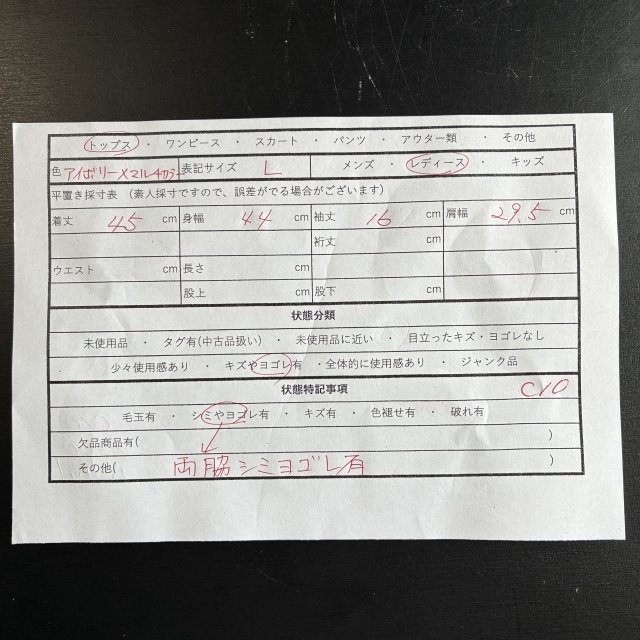 トップス ・ ワンピース ・ スカート ・ パンツ ・ アウター類 ・ その他
色 アイボリー×マルチカラー 表記サイズ L メンズ ・ レディース ・ キッズ
平置き採寸表 （素人採寸ですので、誤差がでる場合がございます）
着丈 45 cm 身幅 44 cm 袖丈 16 cm 肩幅 29.5 cm
裄丈 cm
ウエスト cm 長さ cm
股上 cm 股下 cm
状態分類
未使用品 ・ タグ有(中古品扱い) ・ 未使用品に近い ・ 目立ったキズ・ヨゴレなし
少々使用感あり ・ キズやヨゴレ有 ・全体的に使用感あり ・ ジャンク品
状態特記事項 C10
毛玉有 ・ シミやヨゴレ有 ・ キズ有 ・ 色褪せ有 ・ 破れ有
欠品商品有( )
その他( 両脇シミヨゴレ有 )